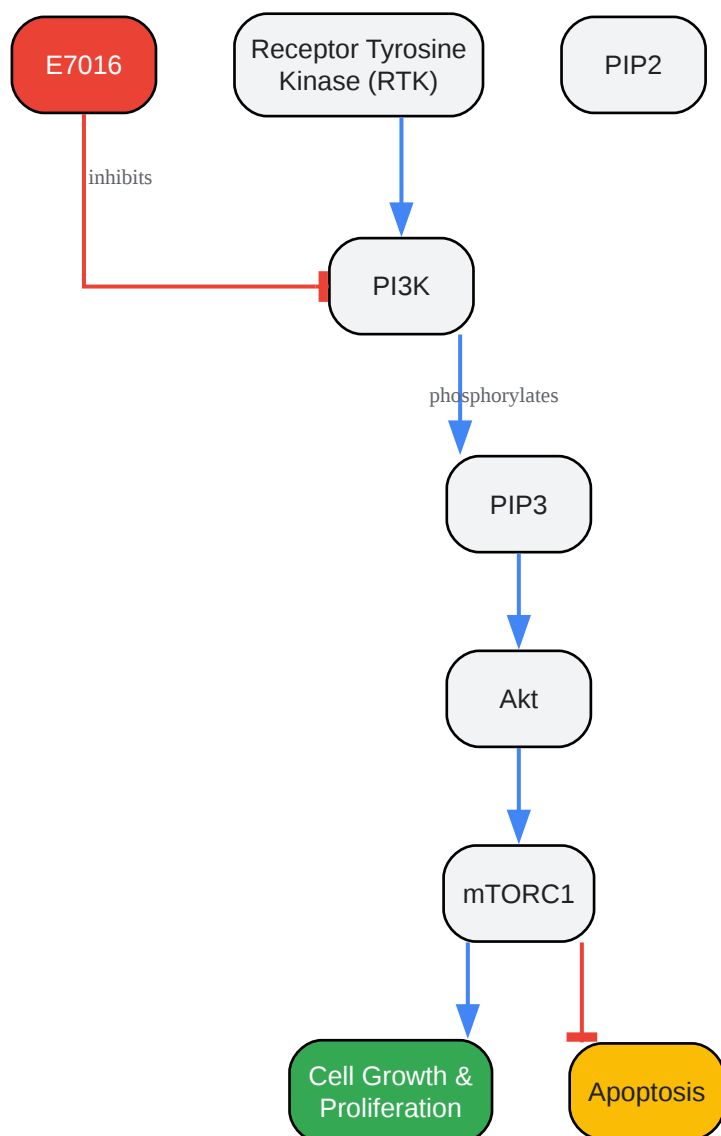 E7016
Receptor Tyrosine
Kinase (RTK)
PIP2
inhibits
PI3K
phosphorylates
PIP3
Akt
mTORC1
Cell Growth &
Proliferation
Apoptosis